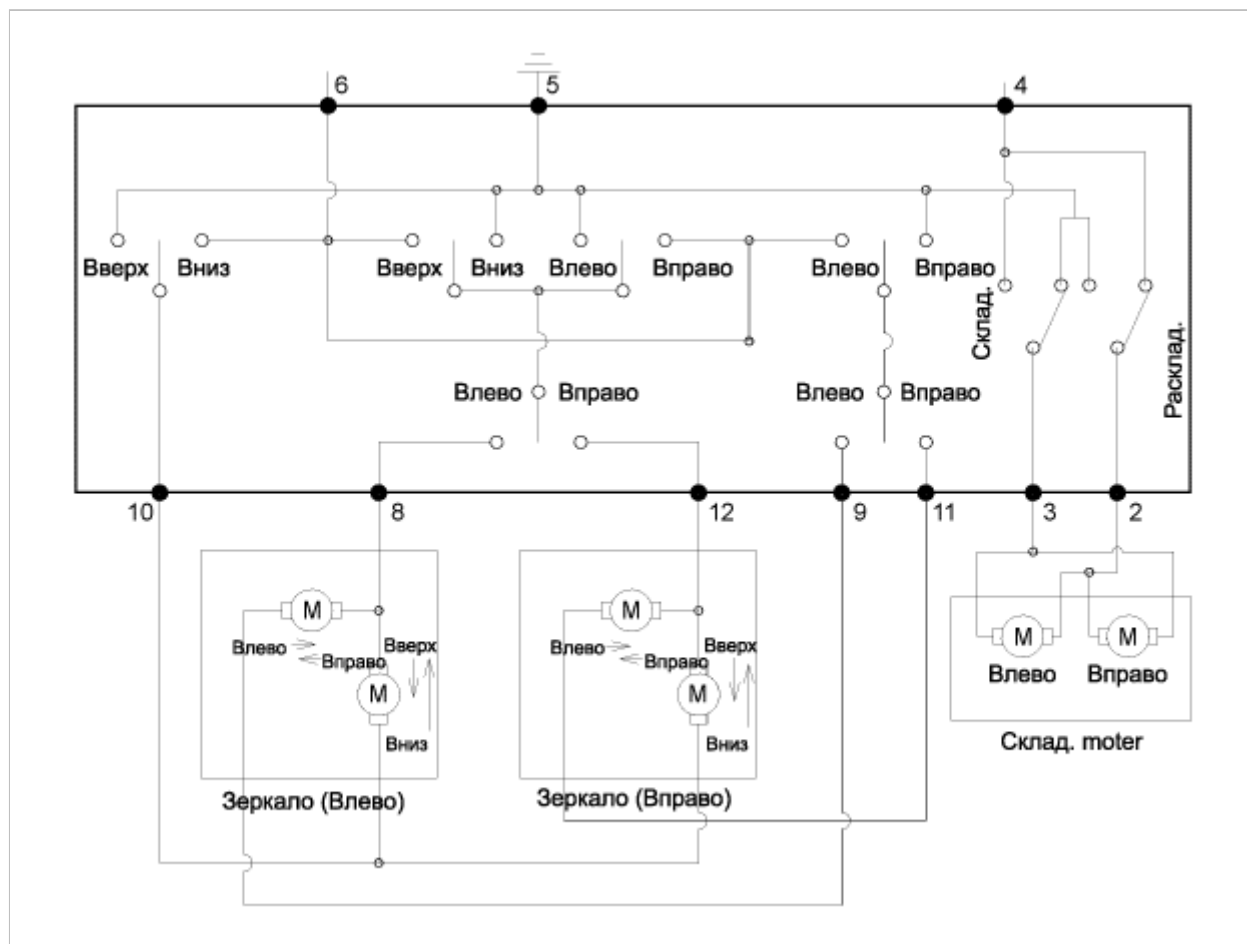 6 5 4
Вверх Вниз Вверх Вниз Влево Вправо Влево Вправо
Склад.
Расклад.
Влево Вправо Влево Вправо
10 8 12 9 11 3 2
М М М М
Влево Вверх Влево Вверх Влево Вправо
Вправо Вправо
М М
Вниз Вниз
Склад. moter
Зеркало (Влево) Зеркало (Вправо)